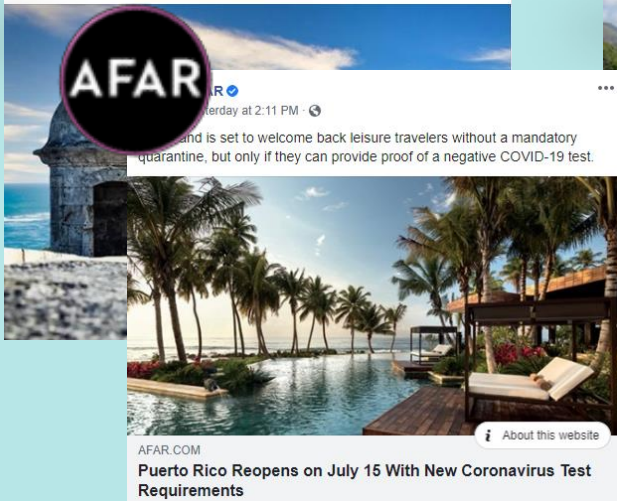 AFAR
AR
terday at 2:11 PM
and is set to welcome back leisure travelers without a mandatory
quarantine, but only if they can provide proof of a negative COVID-19 test.
i About this website
AFAR.COM
Puerto Rico Reopens on July 15 With New Coronavirus Test
Requirements